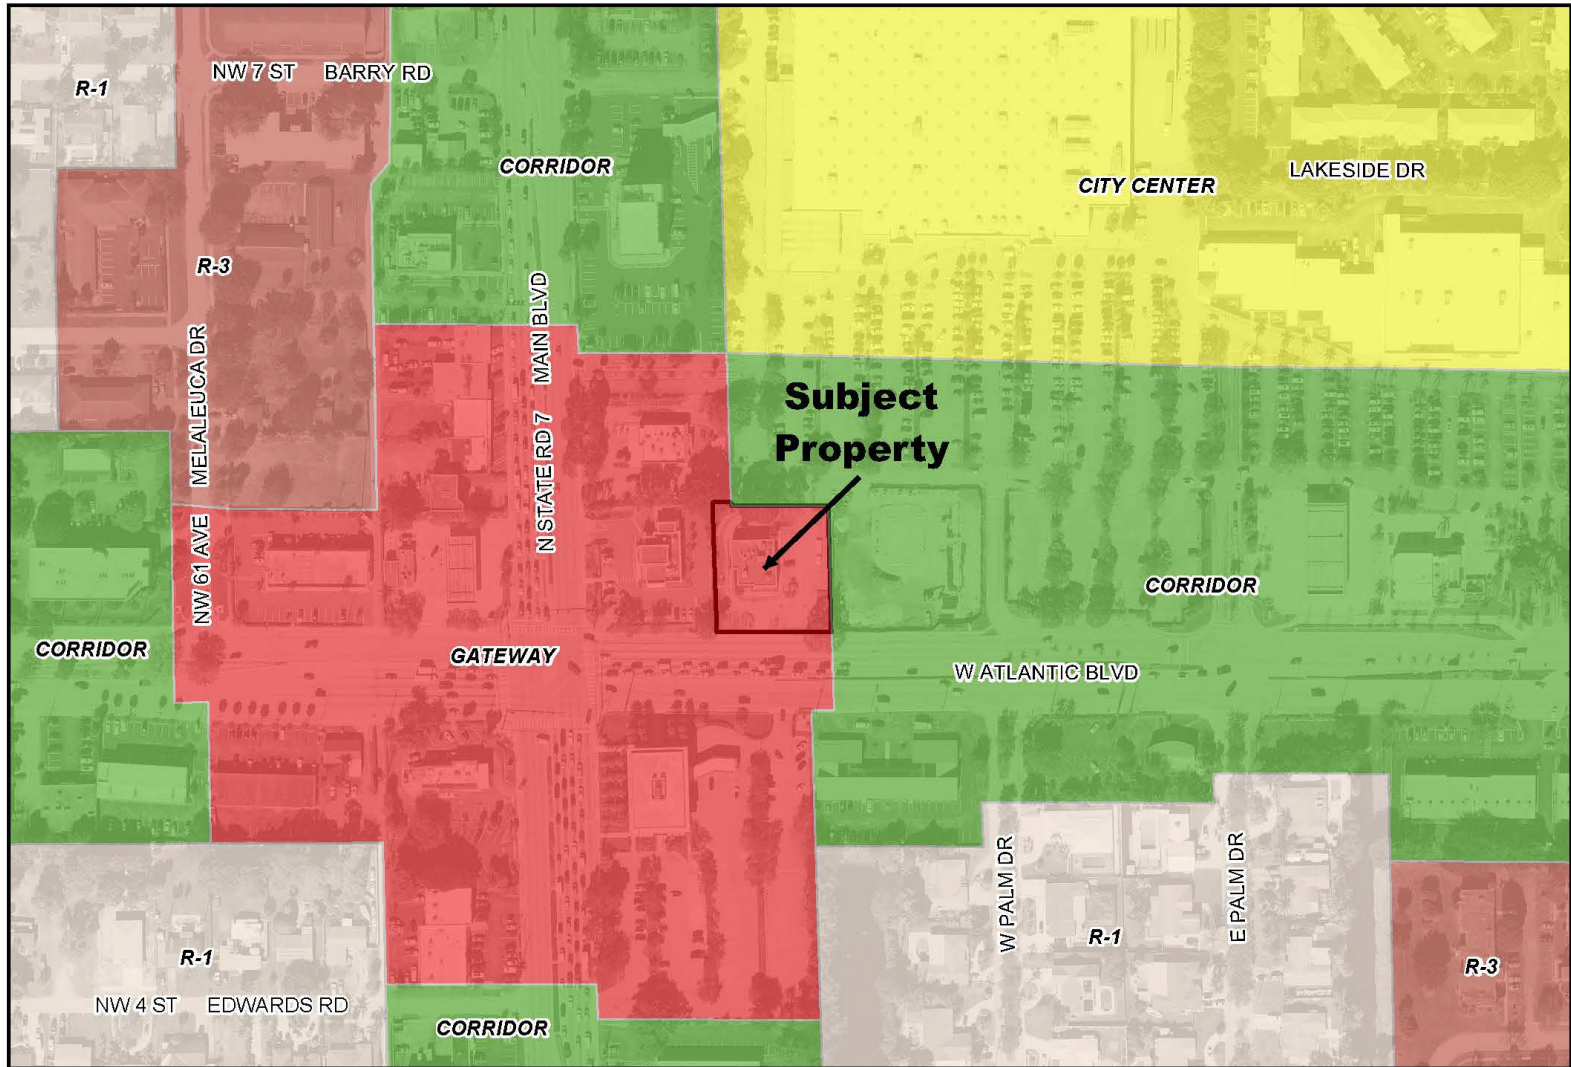 NW 7 ST BARRY RD
R-1
CORRIDOR
LAKESIDE DR
CITY CENTER
R-3
MELALEUCA DR
MAIN BLVD
N STATE RD 7
Subject
Property
NW 61 AVE
CORRIDOR
CORRIDOR
GATEWAY
W ATLANTIC BLVD
W PALM DR
E PALM DR
R-1
R-1
R-3
NW 4 ST EDWARDS RD
CORRIDOR